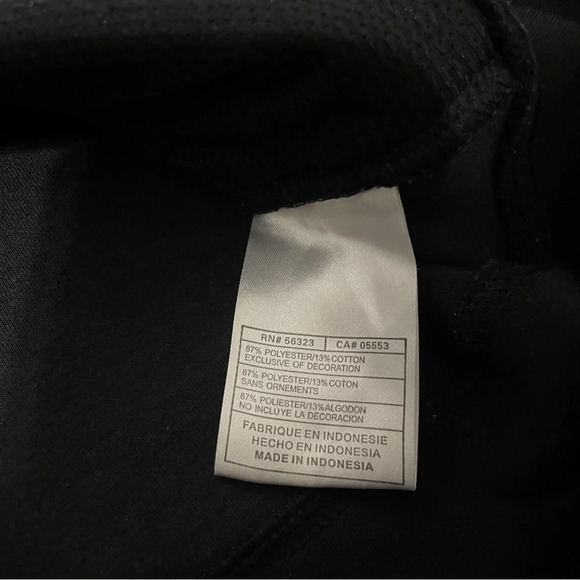 RN# 56323 CA# 05553
87% POLYESTER/13% COTTON
EXCLUSIVE OF DECORATION
87% POLYESTER/13% COTON
SANS ORNEMENTS
87% POLIESTER/13% ALGODON
NO INCLUYE LA DECORACION
FABRIQUE EN INDONESIE
HECHO EN INDONESIA
MADE IN INDONESIA